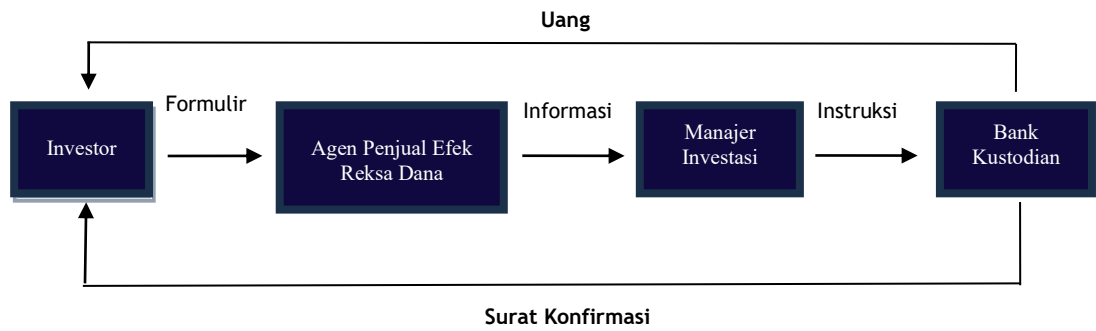 Uang
Formulir
Informasi
Instruksi
Investor
Agen Penjual Efek
Reksa Dana
Manajer
Investasi
Bank
Kustodian
Surat Konfirmasi